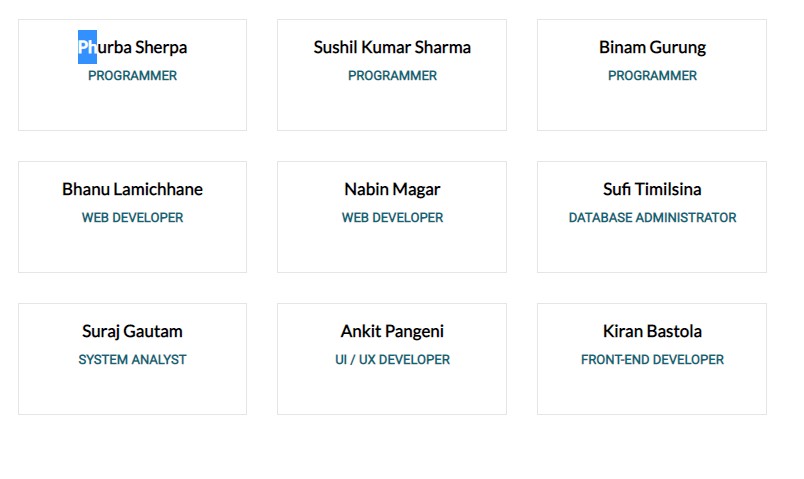 Phurba Sherpa
PROGRAMMER
Sushil Kumar Sharma
PROGRAMMER
Binam Gurung
PROGRAMMER
Bhanu Lamichhane
WEB DEVELOPER
Nabin Magar
WEB DEVELOPER
Sufi Timilsina
DATABASE ADMINISTRATOR
Suraj Gautam
SYSTEM ANALYST
Ankit Pangeni
UI / UX DEVELOPER
Kiran Bastola
FRONT-END DEVELOPER